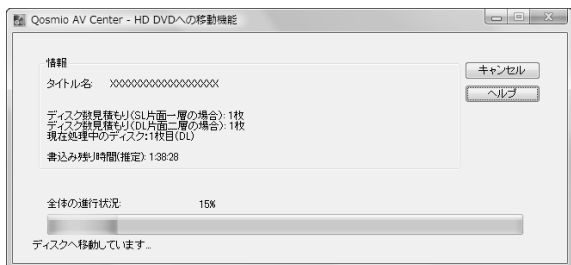 Qosmio AV Center - HD DVDへの移動機能
情報
キャンセル
タイトル名: XXXXXXXXXXXXXXXXXX
ヘルプ
ディスク数見積もり(SL片面一層の場合): 1枚
ディスク数見積もり(DL片面二層の場合): 1枚
現在処理中のディスク:1枚目(DL)
書込み残り時間(推定): 1:38:28
全体の進行状況: 15%
ディスクへ移動しています...